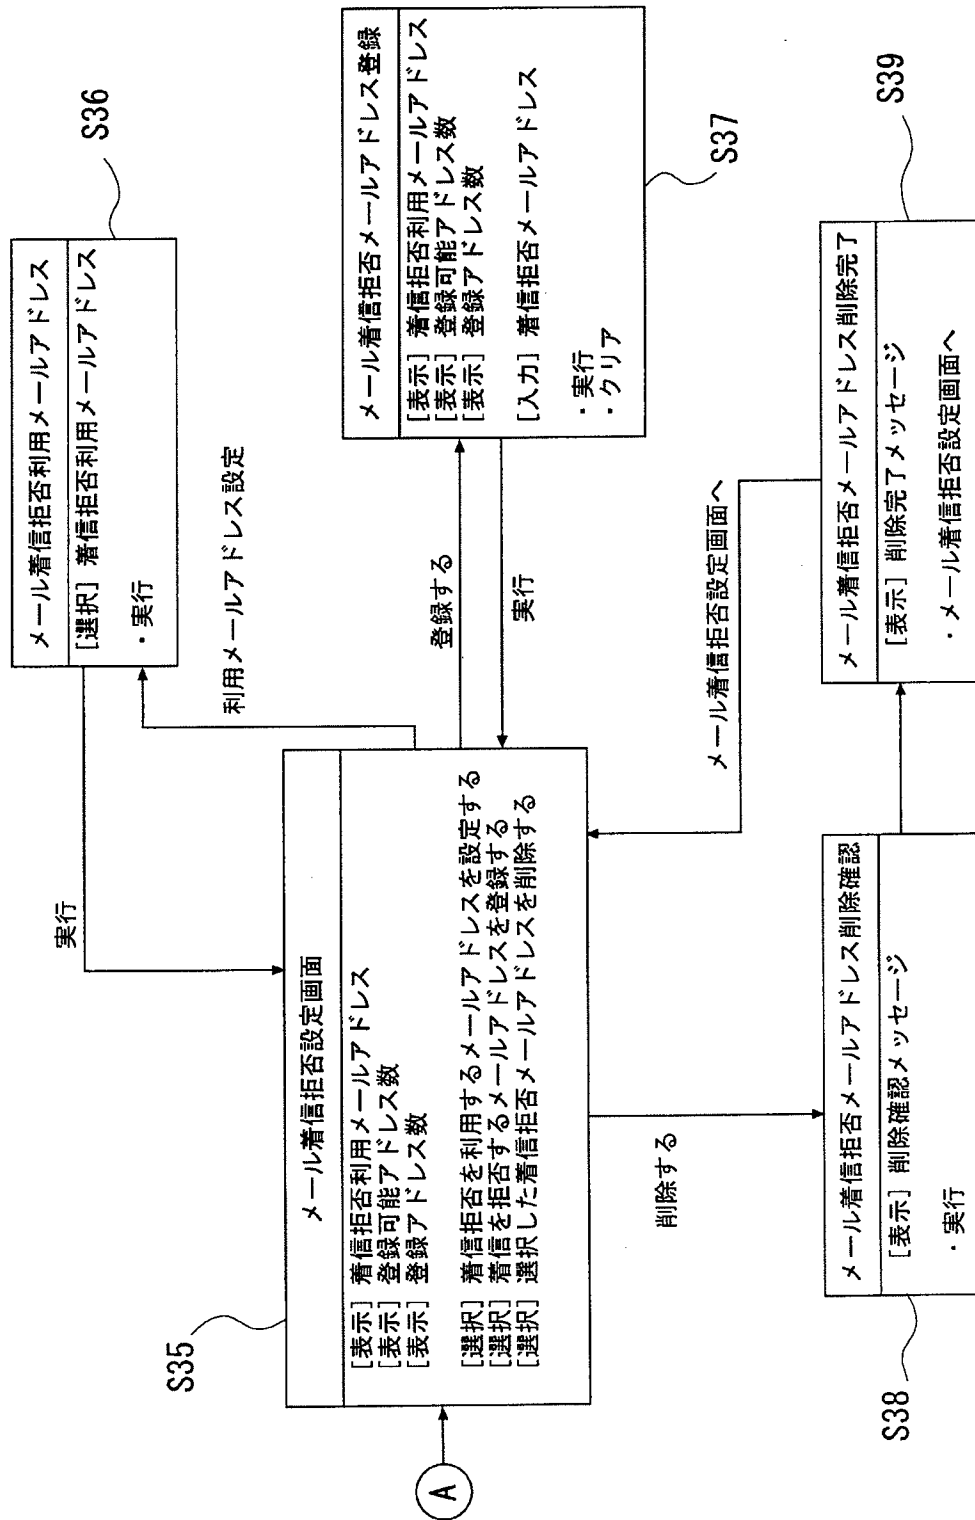 A
S35
メール着信拒否設定画面
[表示] 着信拒否利用メールアドレス
[表示] 登録可能アドレス数
[表示] 登録アドレス数
[選択] 着信拒否を利用するメールアドレスを設定する
[選択] 着信を拒否するメールアドレスを登録する
[選択] 選択した着信拒否メールアドレスを削除する
実行
利用メールアドレス設定
S36
メール着信拒否利用メールアドレス
[選択] 着信拒否利用メールアドレス
・実行
登録する
実行
メール着信拒否メールアドレス登録
[表示] 着信拒否利用メールアドレス
[表示] 登録可能アドレス数
[表示] 登録アドレス数
[入力] 着信拒否メールアドレス
・実行
・クリア
S37
削除する
メール着信拒否設定画面へ
S38
メール着信拒否メールアドレス削除確認
[表示] 削除確認メッセージ
・実行
S39
メール着信拒否メールアドレス削除完了
[表示] 削除完了メッセージ
・メール着信拒否設定画面へ